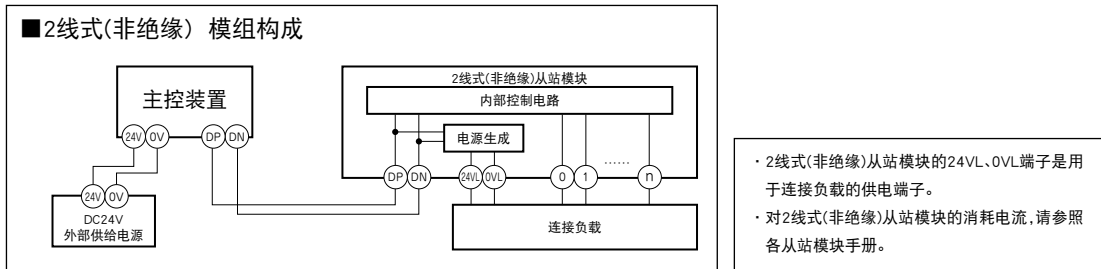 ■2线式(非绝缘) 模组构成
2线式(非绝缘)从站模块
主控装置
内部控制电路
24V 0V DP DN
电源生成
……
DP DN 24VL 0VL 0 1 n
24V 0V
DC24V
外部供给电源
连接负载
・2线式(非绝缘)从站模块的24VL、0VL端子是用
于连接负载的供电端子。
・对2线式(非绝缘)从站模块的消耗电流,请参照
各从站模块手册。